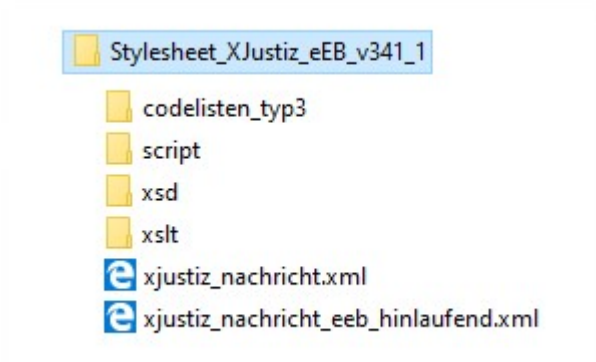 Stylesheet_XJustiz_eEB_v341_1
codelisten_typ3
script
xsd
xslt
xjustiz_nachricht.xml
xjustiz_nachricht_eeb_hinlaufend.xml